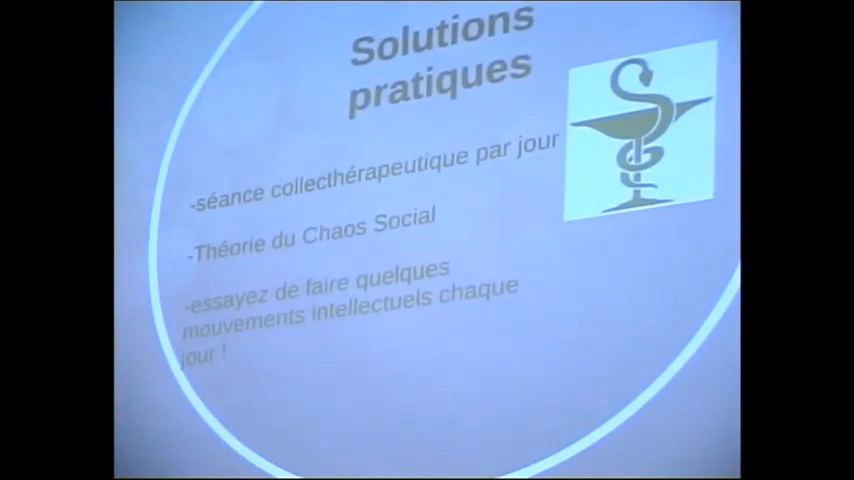 Solutions
pratiques
-séance collecthérapeutique par jour
-Théorie du Chaos Social
-essayez de faire quelques
mouvements intellectuels chaque
jour !